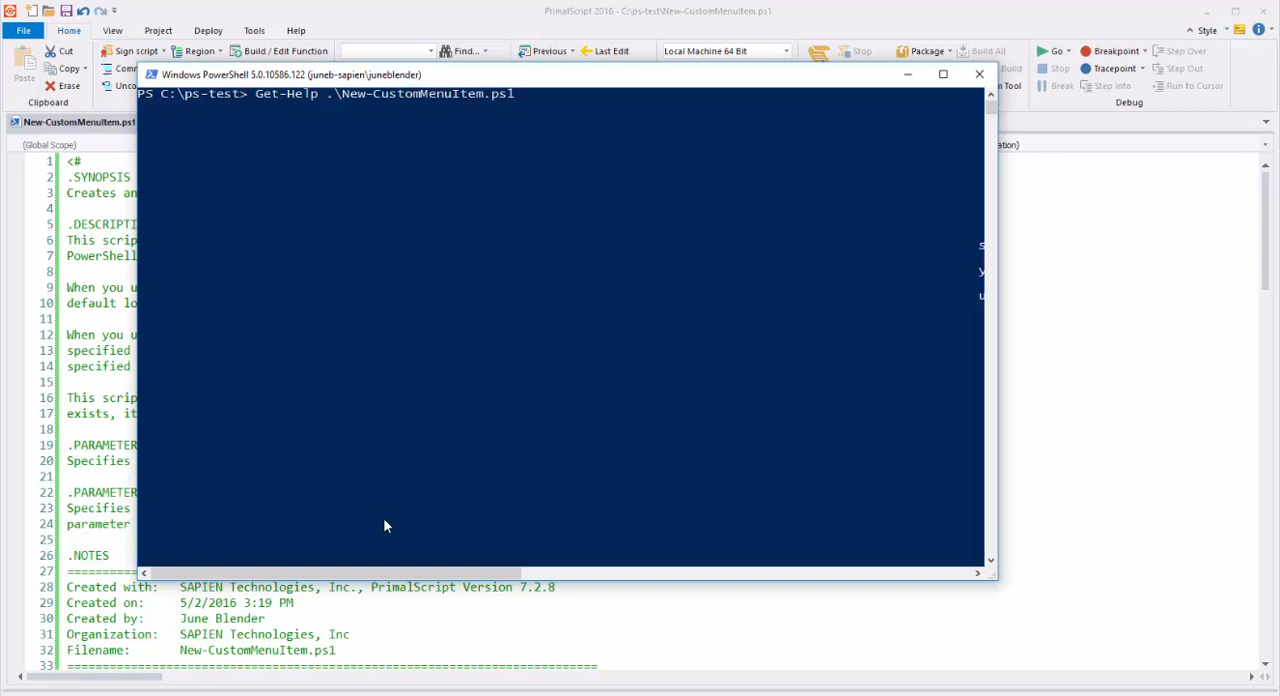 PrimalScript 2016 - C:\ps-test\New-CustomMenuItem.ps1
File Home View Project Deploy Tools Help Style
Cut Sign script Region Build / Edit Function Find... Previous Last Edit Local Machine 64 Bit Stop Package Build All Go Breakpoint Step Over
Paste Copy Stop Tracepoint Step Out
Erase Break Step Into Run to Cursor
Clipboard Debug
Windows PowerShell 5.0.10586.122 (juneb-sapien\juneblender)
PS C:\ps-test> Get-Help .\New-CustomMenuItem.ps1
New-CustomMenuItem.ps1
(Global Scope)
1 <#
2 .SYNOPSIS
3 Creates an
4
5 .DESCRIPTI
6 This scrip
7 PowerShell
8
9 When you u
10 default lo
11
12 When you u
13 specified
14 specified
15
16 This scrip
17 exists, it
18
19 .PARAMETER
20 Specifies
21
22 .PARAMETER
23 Specifies
24 parameter
25
26 .NOTES
27
28 Created with: SAPIEN Technologies, Inc., PrimalScript Version 7.2.8
29 Created on: 5/2/2016 3:19 PM
30 Created by: June Blender
31 Organization: SAPIEN Technologies, Inc
32 Filename: New-CustomMenuItem.ps1
33 ======================================================================